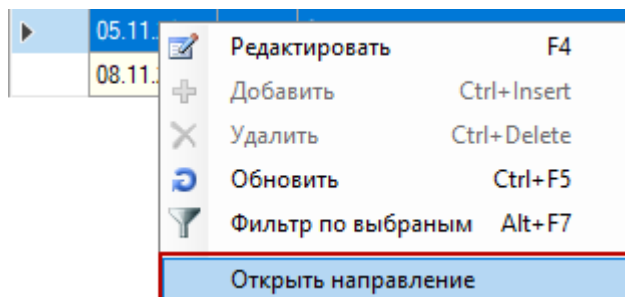 05.11.
Редактировать F4
08.11.
Добавить Ctrl+Insert
Удалить Ctrl+Delete
Обновить Ctrl+F5
Фильтр по выбраным Alt+F7
Открыть направление